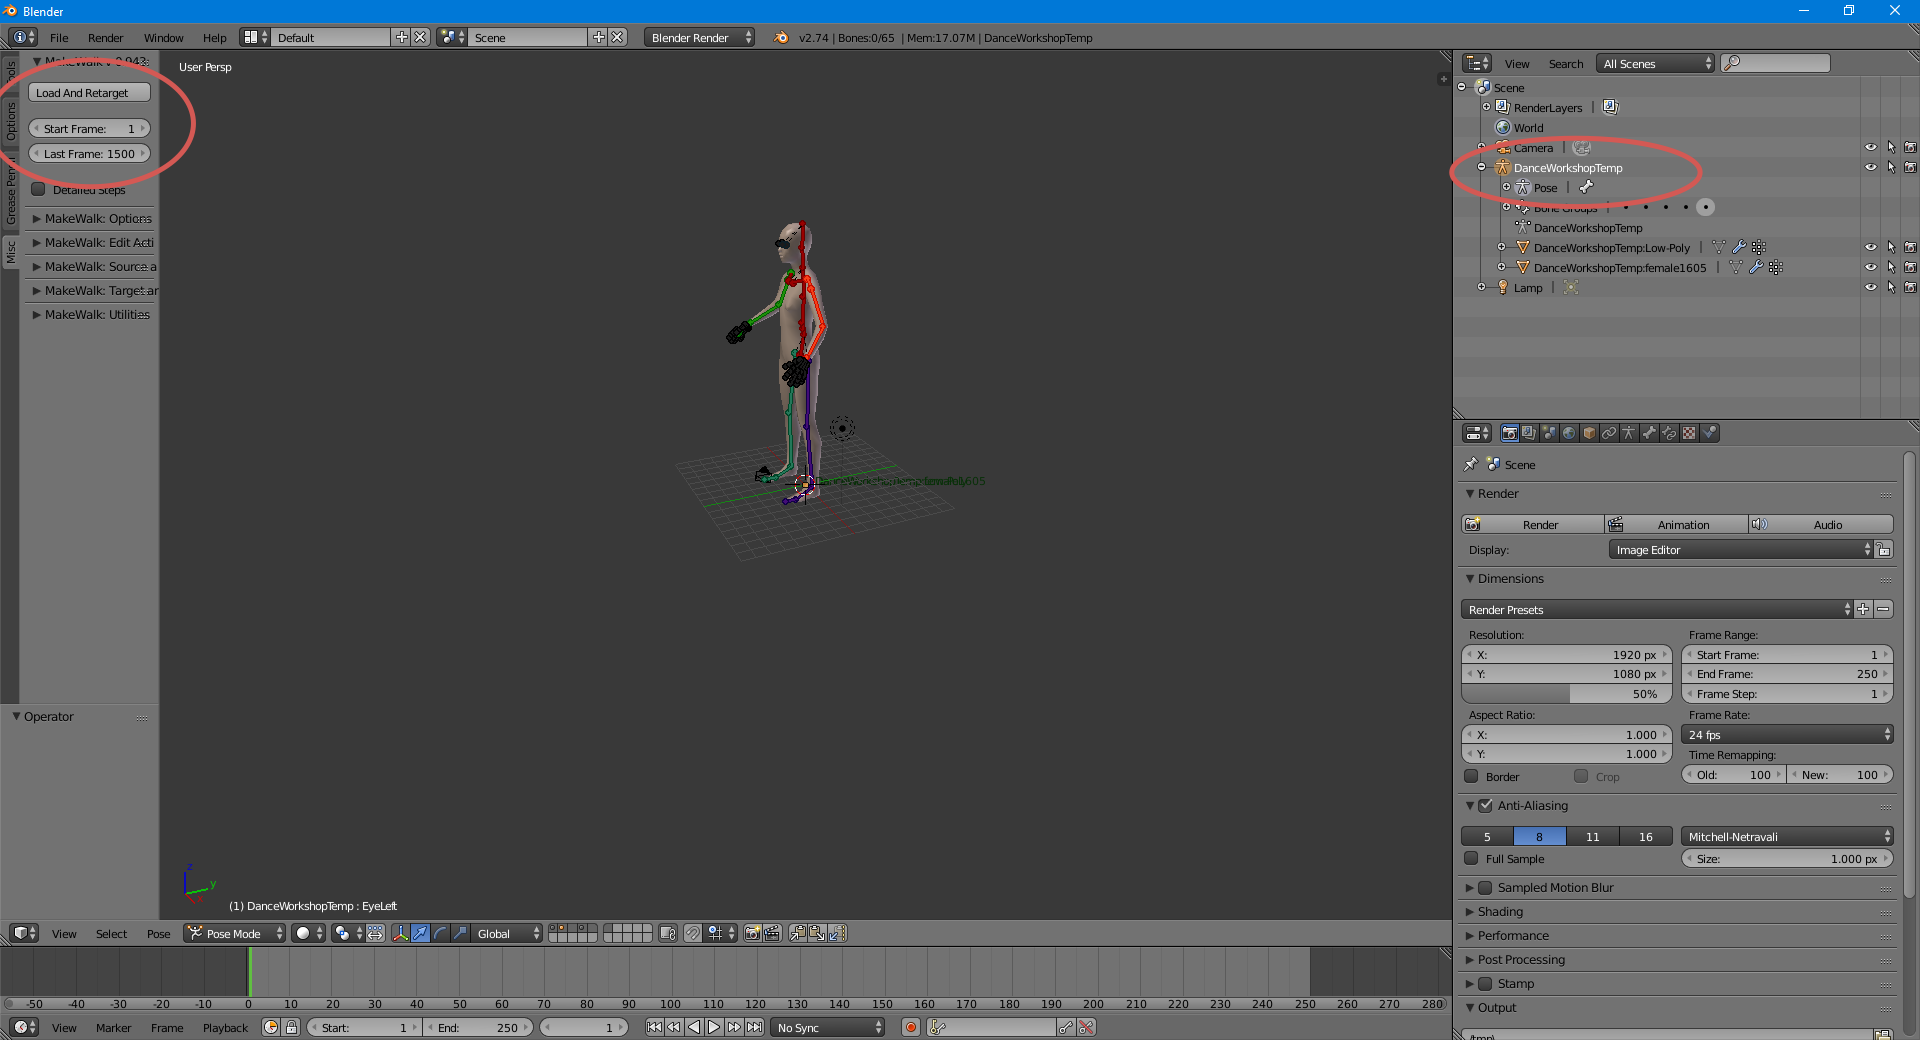 Blender
File Render Window Help Default Scene Blender Render v2.74 | Bones:0/65 | Mem:17.07M | DanceWorkshopTemp
MakeWalk v 0.943
Load And Retarget
Start Frame: 1
Last Frame: 1500
Detailed Steps
MakeWalk: Options
MakeWalk: Edit Acti
MakeWalk: Source a
MakeWalk: Target ar
MakeWalk: Utilities
Tools
Options
Grease Penci
Misc
Operator
User Persp
(1) DanceWorkshopTemp : EyeLeft
z
y
x
View Select Pose Pose Mode Global
-50 -40 -30 -20 -10 0 10 20 30 40 50 60 70 80 90 100 110 120 130 140 150 160 170 180 190 200 210 220 230 240 250 260 270 280
View Marker Frame Playback Start: 1 End: 250 1 No Sync
View Search All Scenes
Scene
RenderLayers |
World
Camera |
DanceWorkshopTemp
Pose |
Bone Groups |
DanceWorkshopTemp
DanceWorkshopTemp:Low-Poly |
DanceWorkshopTemp:female1605 |
Lamp |
Scene
Render
Render Animation Audio
Display: Image Editor
Dimensions
Render Presets
Resolution: Frame Range:
X: 1920 px Start Frame: 1
Y: 1080 px End Frame: 250
50% Frame Step: 1
Aspect Ratio: Frame Rate:
X: 1.000 24 fps
Y: 1.000 Time Remapping:
Border Crop Old: 100 New: 100
Anti-Aliasing
5 8 11 16 Mitchell-Netravali
Full Sample Size: 1.000 px
Sampled Motion Blur
Shading
Performance
Post Processing
Stamp
Output
/tmp\